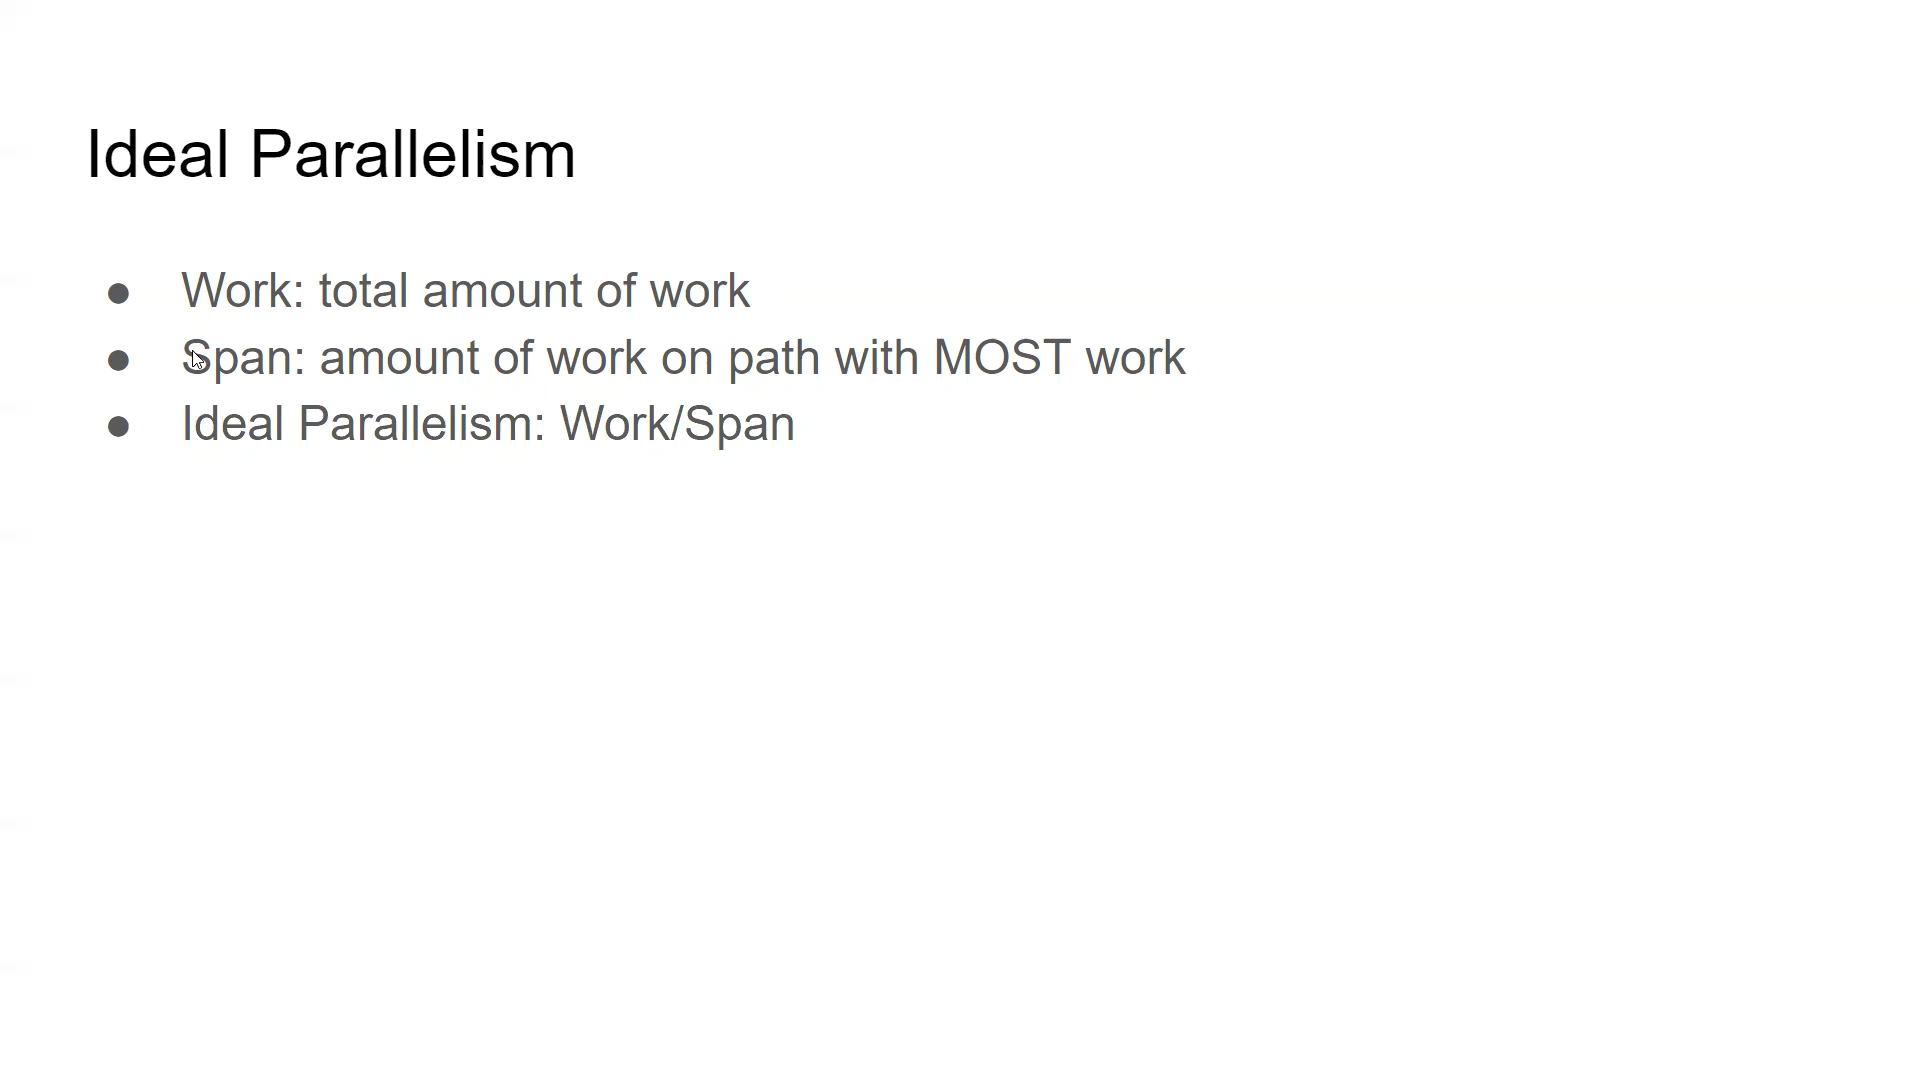 Ideal Parallelism
● Work: total amount of work
● Span: amount of work on path with MOST work
● Ideal Parallelism: Work/Span